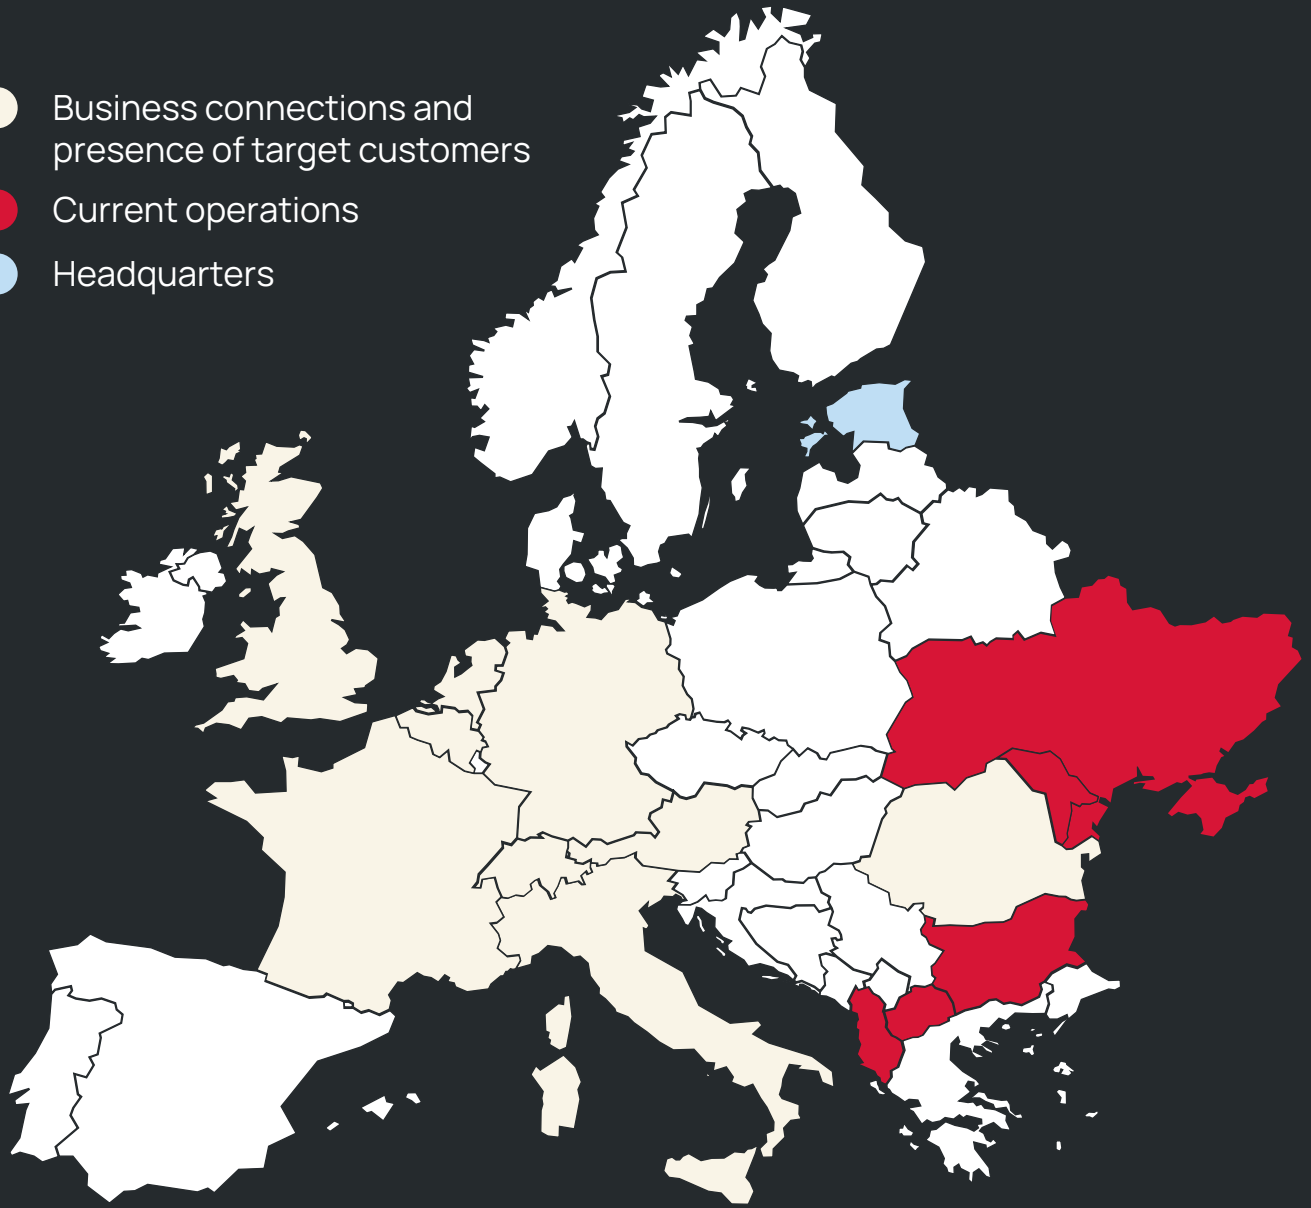 Business connections and
presence of target customers
Current operations
Headquarters